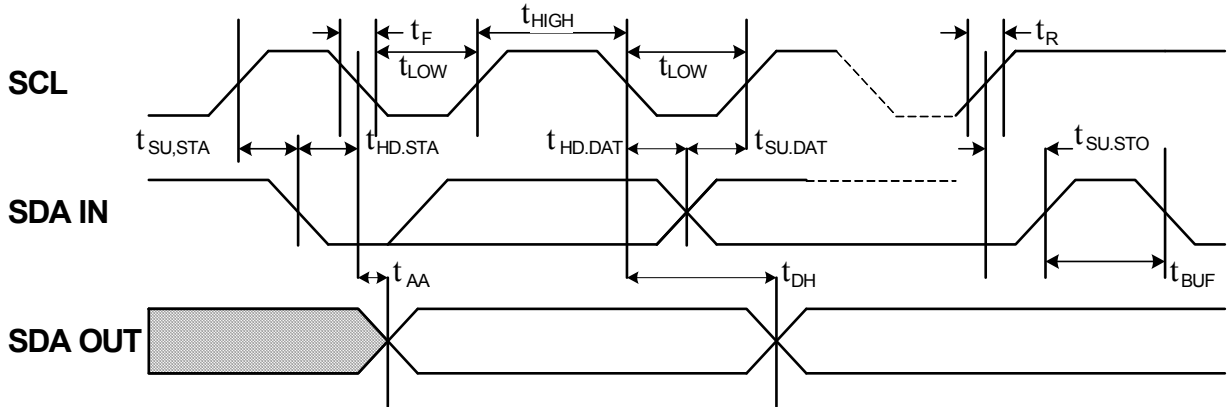 tF
tHIGH
tLOW
tLOW
tR
SCL
tSU,STA
tHD.STA
tHD.DAT
tSU.DAT
tSU.STO
SDA IN
tAA
tDH
tBUF
SDA OUT